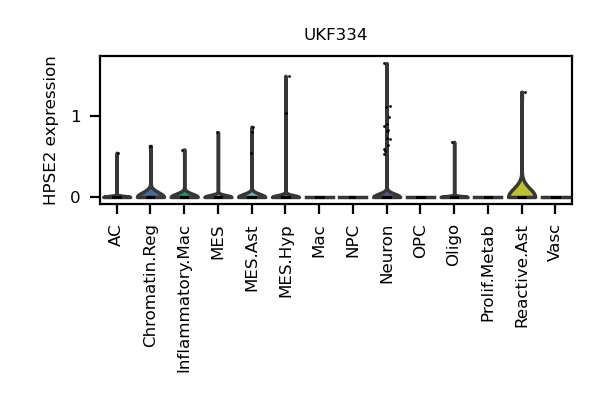 UKF334
HPSE2 expression
1
0
AC
Chromatin.Reg
Inflammatory.Mac
MES
MES.Ast
MES.Hyp
Mac
NPC
Neuron
OPC
Oligo
Prolif.Metab
Reactive.Ast
Vasc